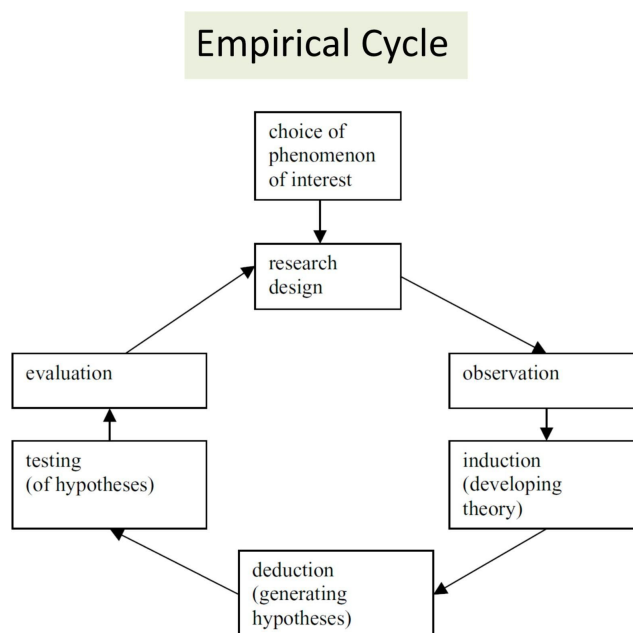 Empirical Cycle
choice of
phenomenon
of interest
research
design
observation
induction
(developing
theory)
deduction
(generating
hypotheses)
testing
(of hypotheses)
evaluation